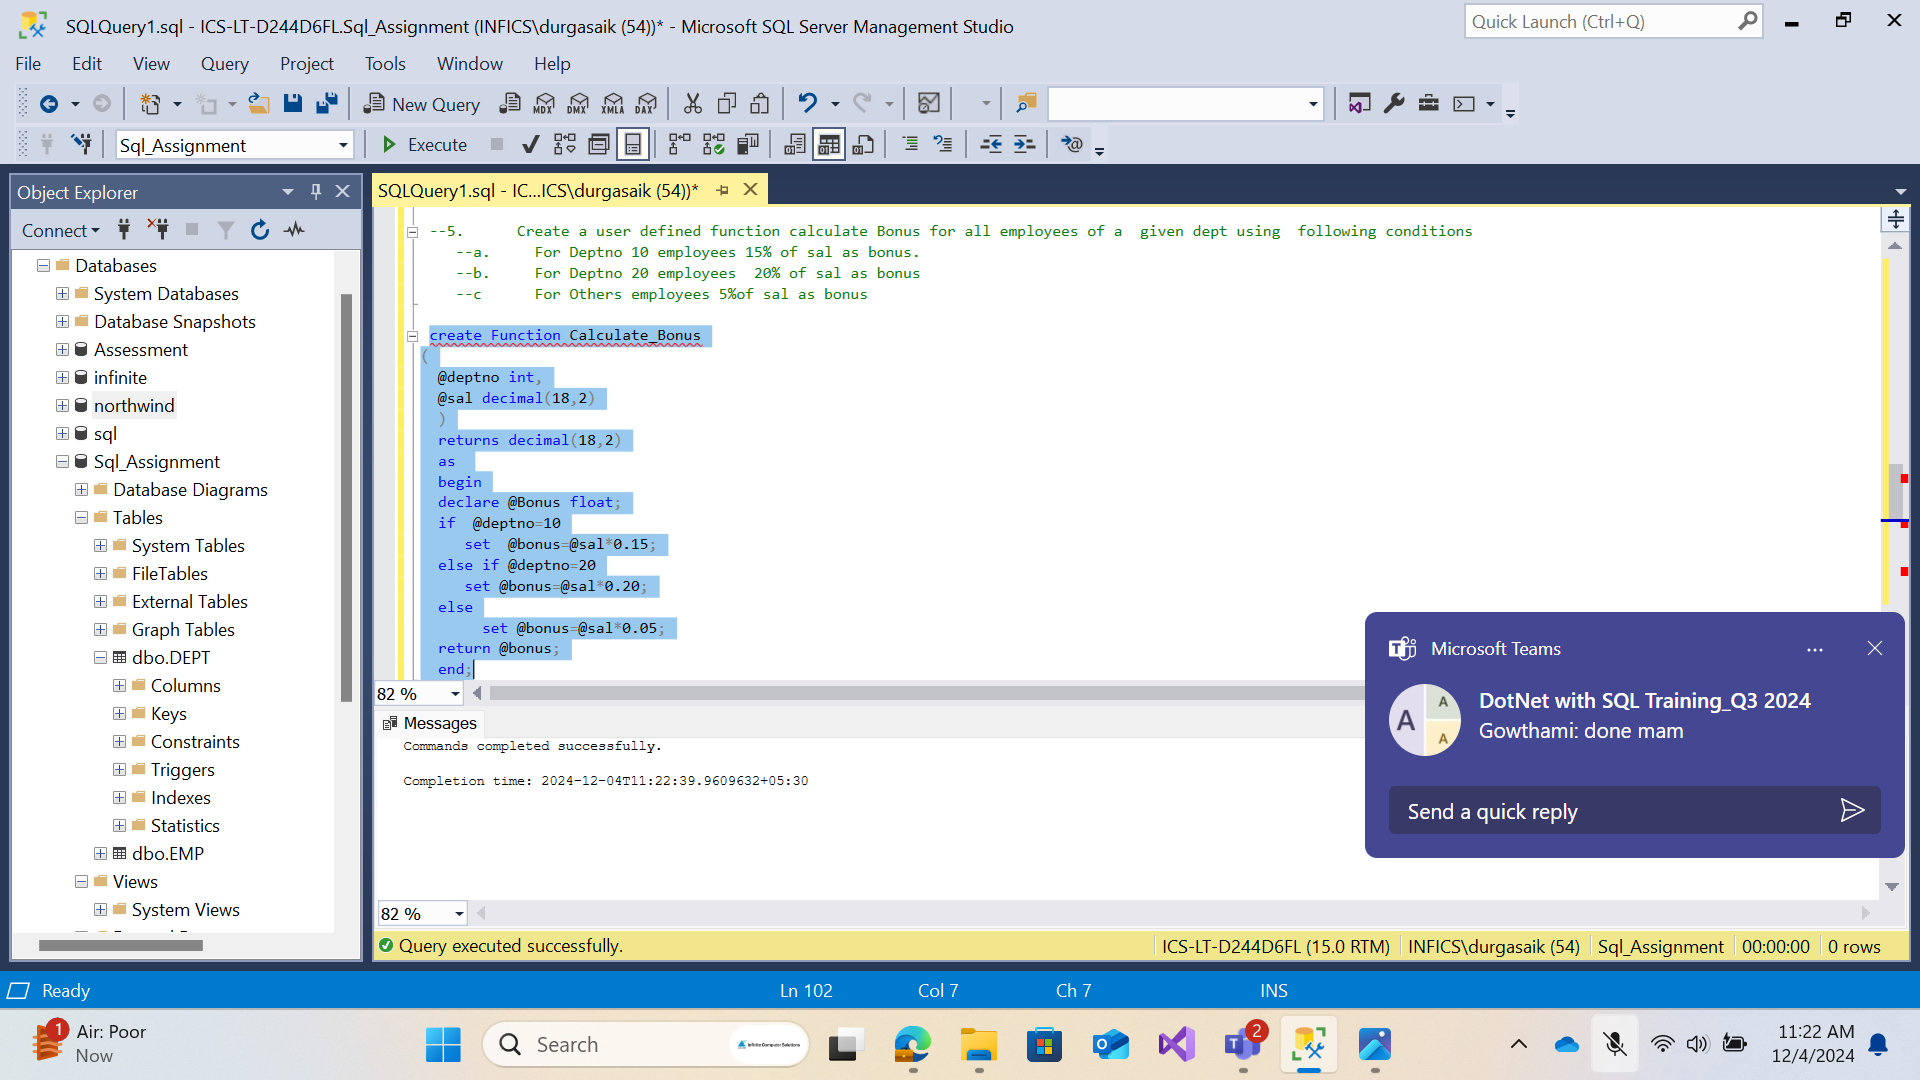 SQLQuery1.sql - ICS-LT-D244D6FL.Sql_Assignment (INFICS\durgasaik (54))* - Microsoft SQL Server Management Studio
Quick Launch (Ctrl+Q)
File Edit View Query Project Tools Window Help
New Query MDX DMX XMLA DAX
Sql_Assignment Execute
Object Explorer
Connect
Databases
System Databases
Database Snapshots
Assessment
infinite
northwind
sql
Sql_Assignment
Database Diagrams
Tables
System Tables
FileTables
External Tables
Graph Tables
dbo.DEPT
Columns
Keys
Constraints
Triggers
Indexes
Statistics
dbo.EMP
Views
System Views
SQLQuery1.sql - IC...ICS\durgasaik (54))*
--5. Create a user defined function calculate Bonus for all employees of a given dept using following conditions
--a. For Deptno 10 employees 15% of sal as bonus.
--b. For Deptno 20 employees 20% of sal as bonus
--c For Others employees 5%of sal as bonus
create Function Calculate_Bonus
(
@deptno int,
@sal decimal(18,2)
)
returns decimal(18,2)
as
begin
declare @Bonus float;
if @deptno=10
set @bonus=@sal*0.15;
else if @deptno=20
set @bonus=@sal*0.20;
else
set @bonus=@sal*0.05;
return @bonus;
end;
82 %
Messages
Commands completed successfully.
Completion time: 2024-12-04T11:22:39.9609632+05:30
82 %
Query executed successfully. ICS-LT-D244D6FL (15.0 RTM) INFICS\durgasaik (54) Sql_Assignment 00:00:00 0 rows
Microsoft Teams
A A A
DotNet with SQL Training_Q3 2024
Gowthami: done mam
Send a quick reply
Ready Ln 102 Col 7 Ch 7 INS
1 Air: Poor
Now
Search
Infinite Computer Solutions
2
11:22 AM
12/4/2024